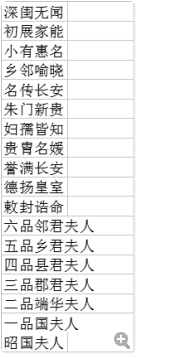 深闺无闻
初展家能
小有惠名
乡邻喻晓
名传长安
朱门新贵
妇孺皆知
贵胄名媛
誉满长安
德扬皇室
敕封诰命
六品邻君夫人
五品乡君夫人
四品县君夫人
三品郡君夫人
二品端华夫人
一品国夫人
昭国夫人